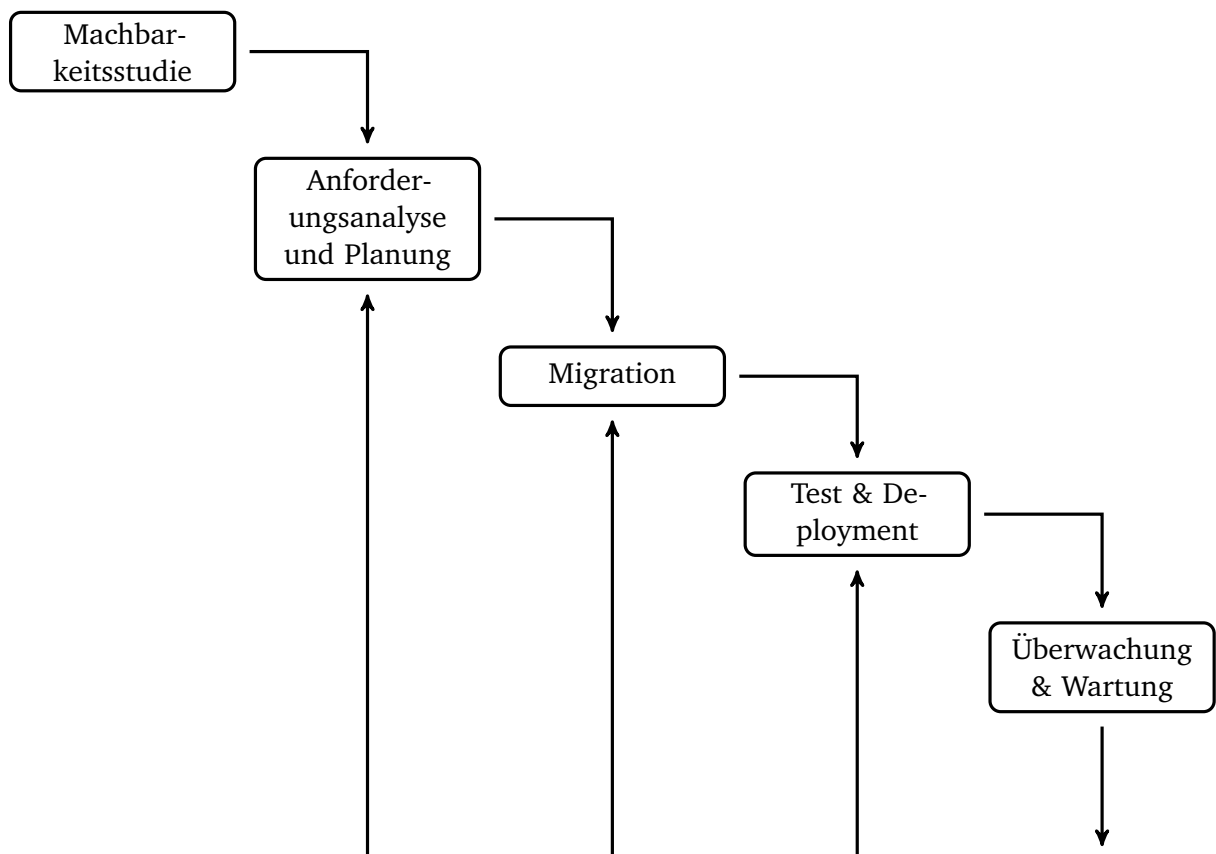 Machbar-
keitsstudie
Anforder-
ungsanalyse
und Planung
Migration
Test & De-
ployment
Überwachung
& Wartung